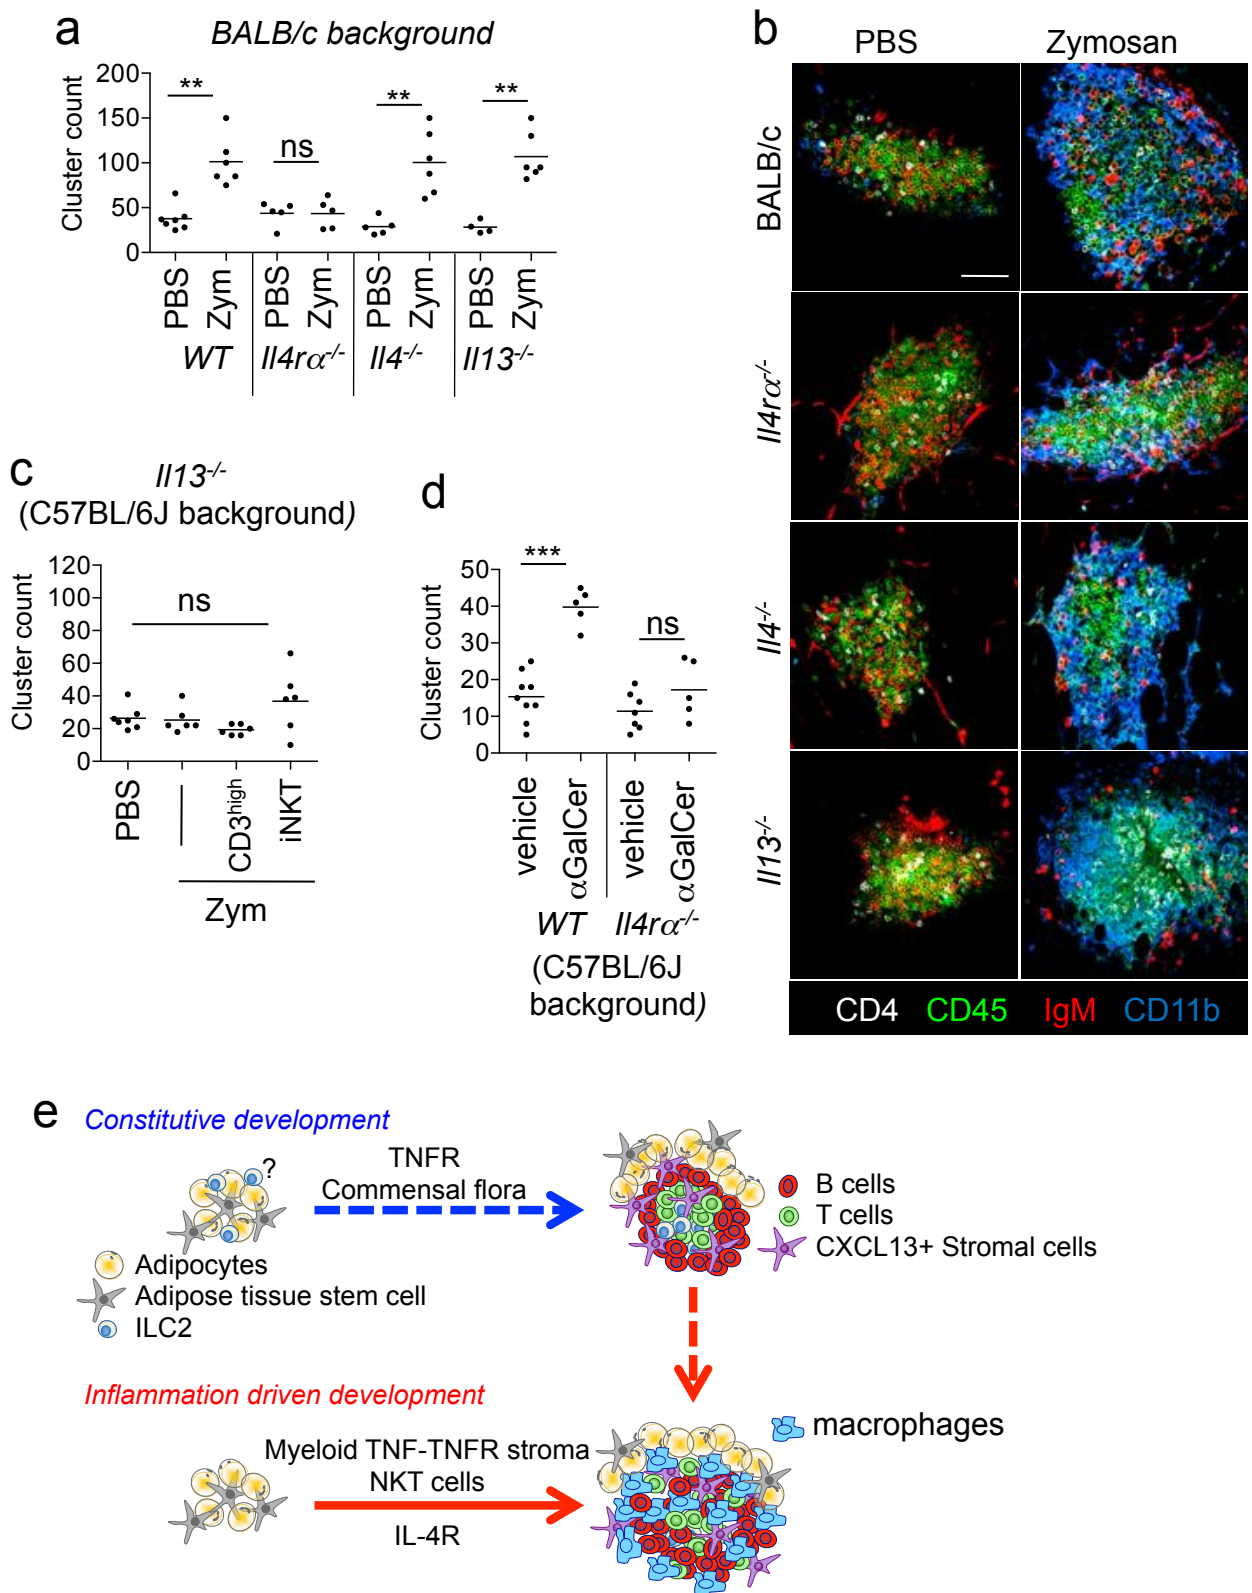 a
BALB/c background
Cluster count
200
150
100
50
0
**
ns
**
**
PBS
Zym
PBS
Zym
PBS
Zym
PBS
Zym
WT
Il4rα-/-
Il4-/-
Il13-/-
b
PBS
Zymosan
BALB/c
Il4rα-/-
Il4-/-
Il13-/-
CD4 CD45 IgM CD11b
c
Il13-/-
(C57BL/6J background)
Cluster count
120
100
80
60
40
20
0
ns
PBS
—
CD3high
iNKT
Zym
d
Cluster count
50
40
30
20
10
0
***
ns
vehicle
αGalCer
vehicle
αGalCer
WT
Il4rα-/-
(C57BL/6J
background)
e
Constitutive development
?
TNFR
Commensal flora
Adipocytes
Adipose tissue stem cell
ILC2
B cells
T cells
CXCL13+ Stromal cells
Inflammation driven development
Myeloid TNF-TNFR stroma
NKT cells
IL-4R
macrophages